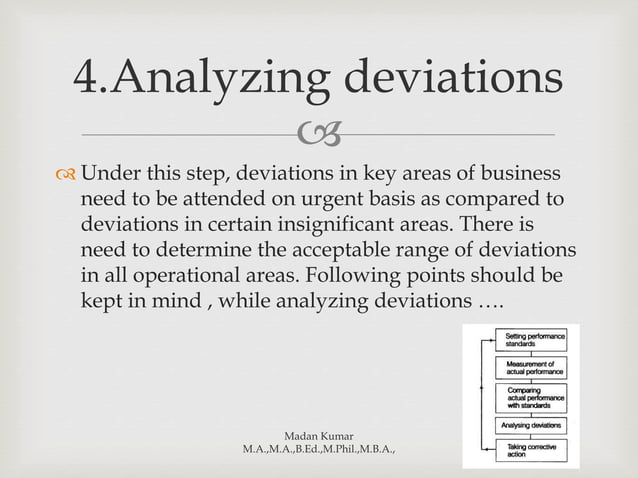 4.Analyzing deviations
Under this step, deviations in key areas of business
need to be attended on urgent basis as compared to
deviations in certain insignificant areas. There is
need to determine the acceptable range of deviations
in all operational areas. Following points should be
kept in mind , while analyzing deviations ….
Setting performance
standards
Measurement of
actual performance
Comparing
actual performance
with standards
Analysing deviations
Taking corrective
action
Madan Kumar
M.A.,M.A.,B.Ed.,M.Phil.,M.B.A.,